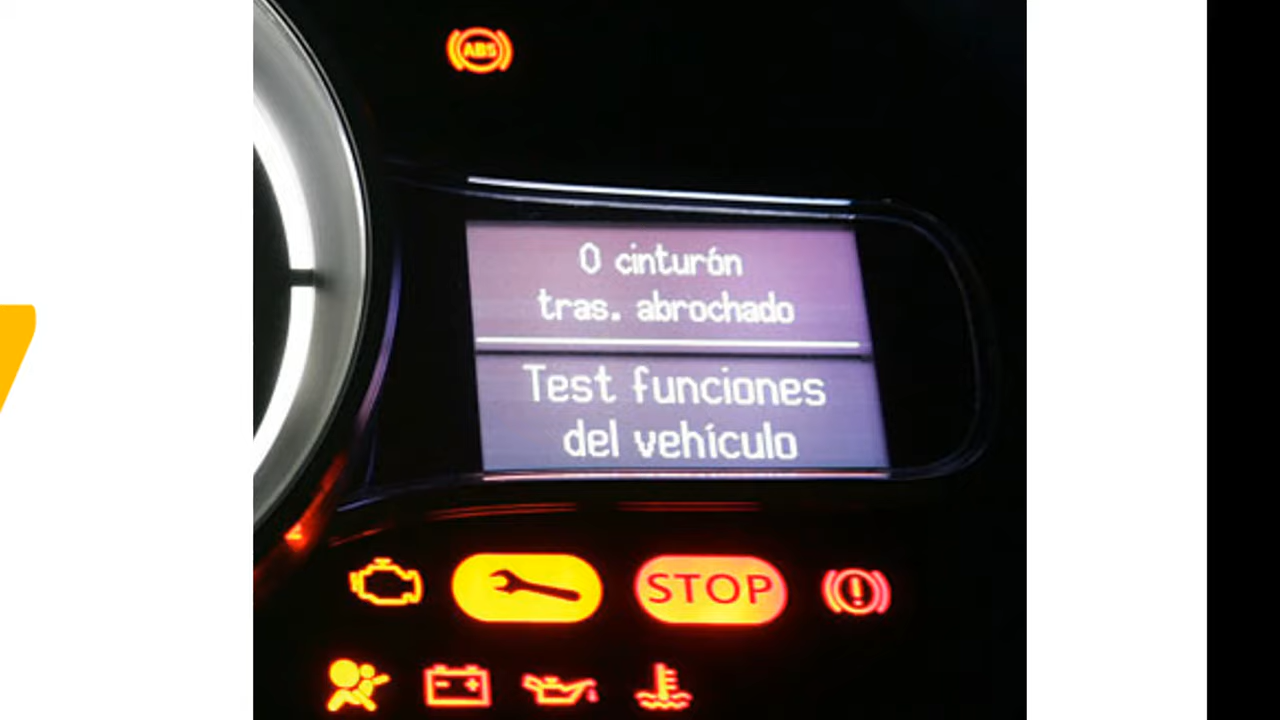 ABS
0 cinturón
tras. abrochado
Test funciones
del vehículo
STOP